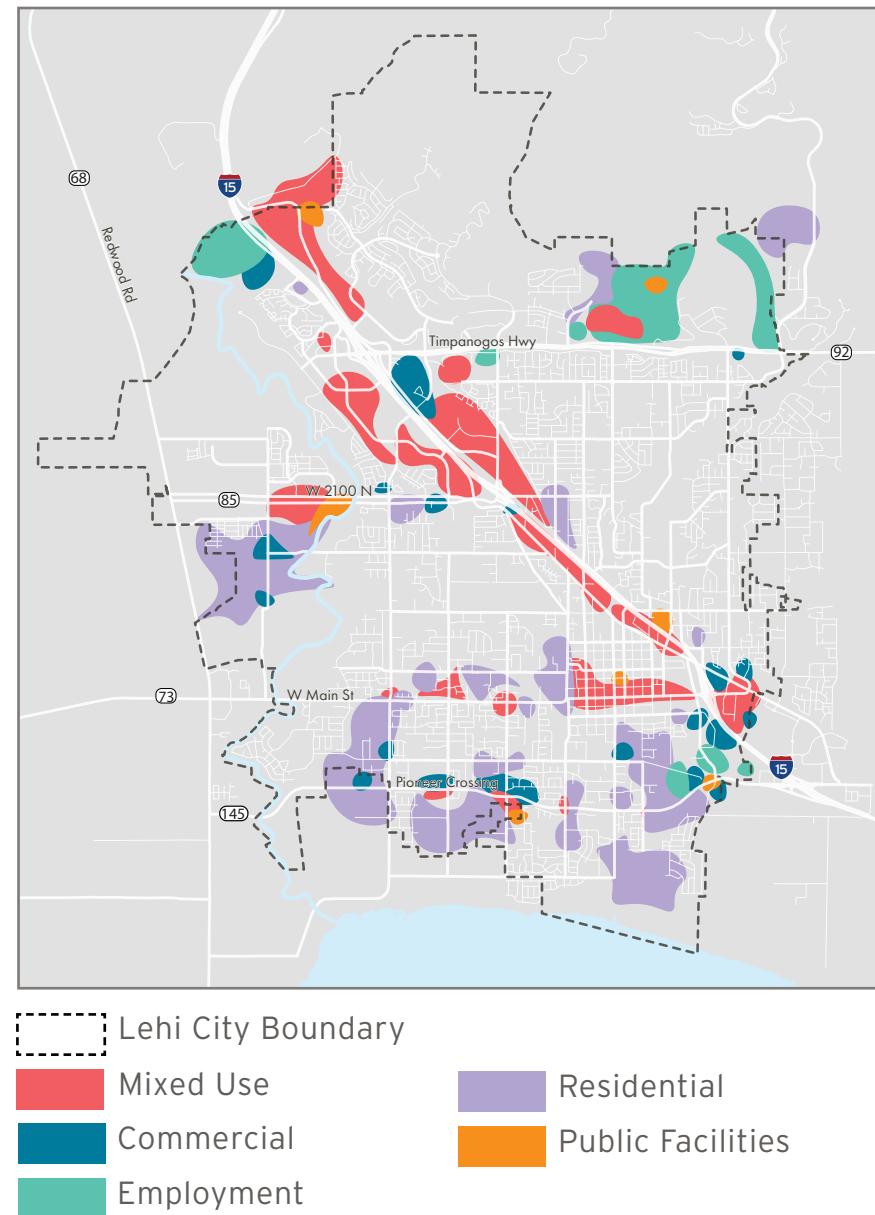 68
15
Redwood Rd
Timpanogos Hwy
92
W 2100 N
85
W Main St
73
Pioneer Crossing
15
145
Lehi City Boundary
Mixed Use
Residential
Commercial
Public Facilities
Employment